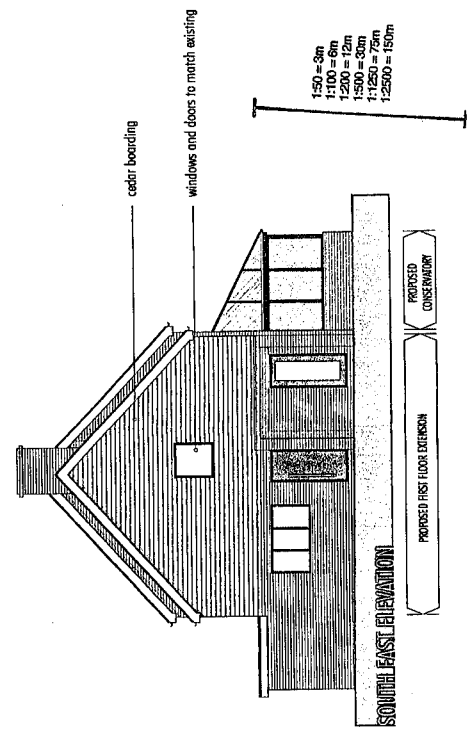 cedar boarding
windows and doors to match existing
1:50 = 3m
1:100 = 6m
1:200 = 12m
1:500 = 30m
1:1250 = 75m
1:2500 = 150m
PROPOSED FIRST FLOOR EXTENSION
PROPOSED
CONSERVATORY
SOUTH EAST ELEVATION